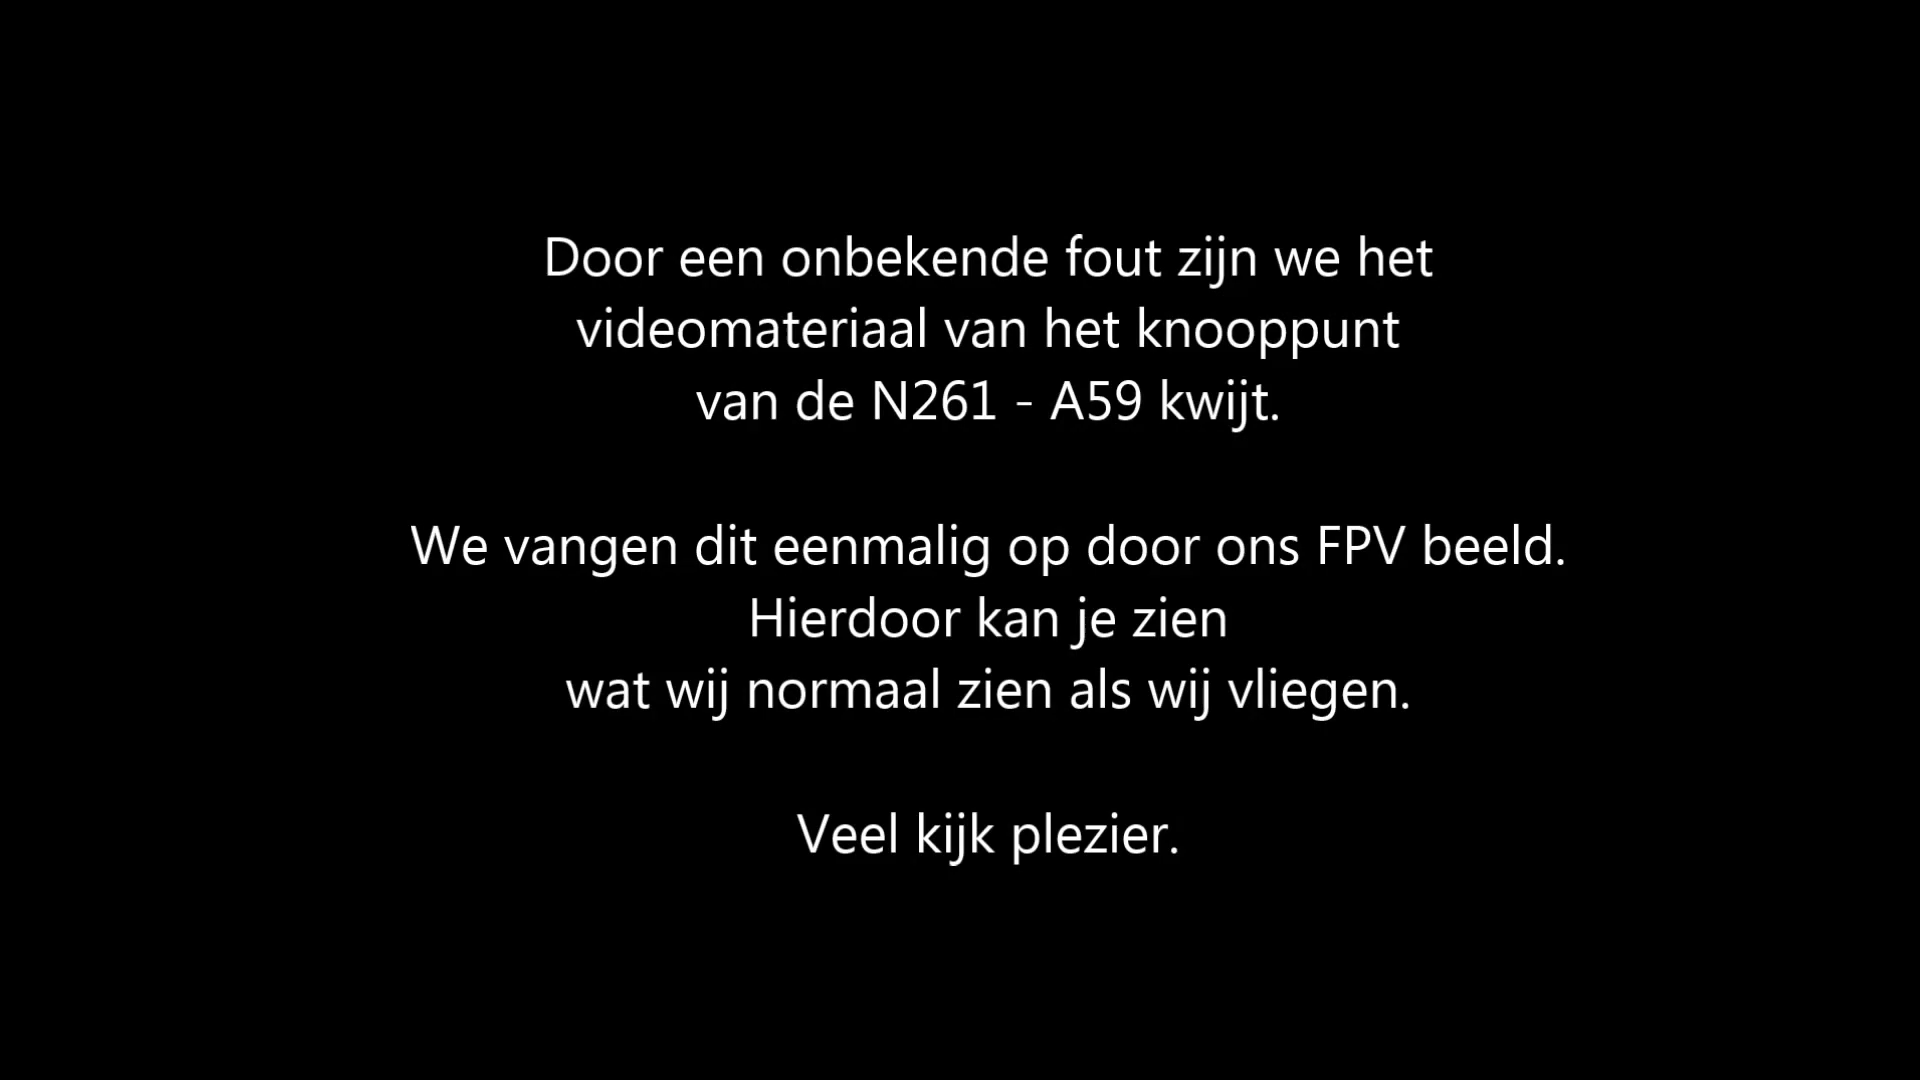 Door een onbekende fout zijn we het
videomateriaal van het knooppunt
van de N261 - A59 kwijt.
We vangen dit eenmalig op door ons FPV beeld.
Hierdoor kan je zien
wat wij normaal zien als wij vliegen.
Veel kijk plezier.